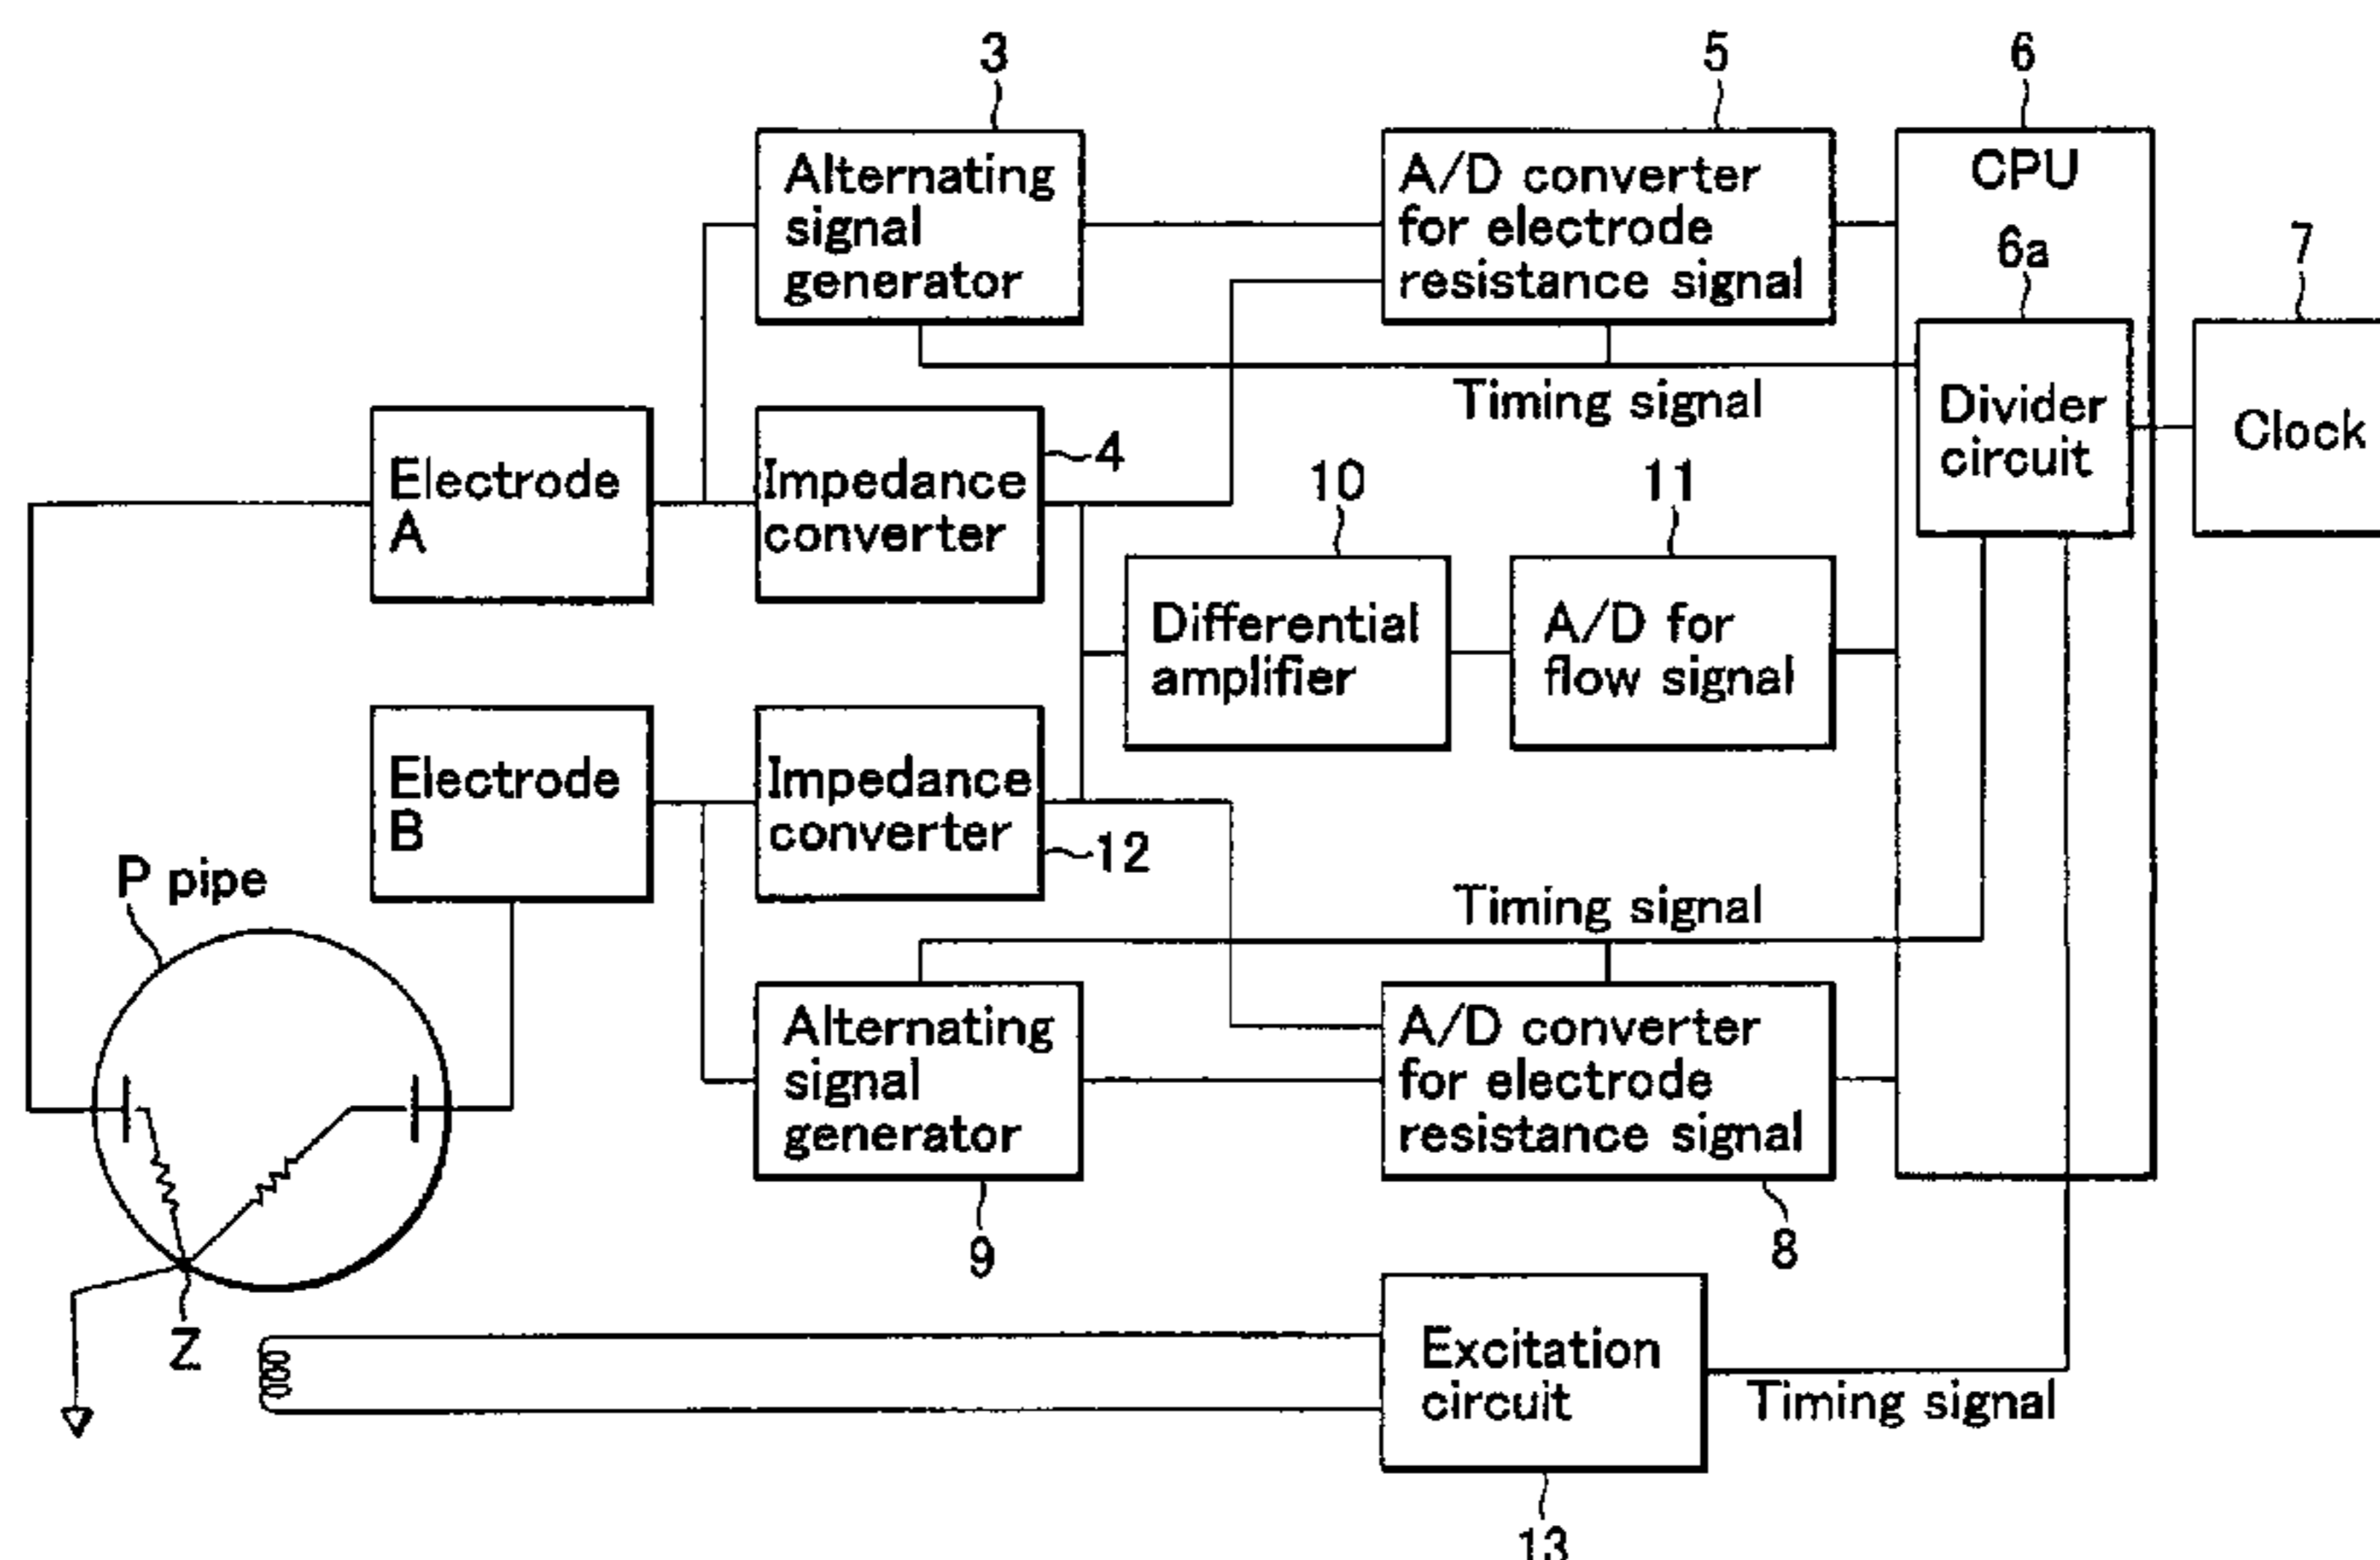 3
5
6
Alternating
signal
generator
A/D converter
for electrode
resistance signal
CPU
6a
7
Divider
circuit
Clock
Timing signal
Electrode
A
Impedance
converter
4
10
11
Differential
amplifier
A/D for
flow signal
Electrode
B
Impedance
converter
12
P pipe
Timing signal
Alternating
signal
generator
A/D converter
for electrode
resistance signal
9
8
Z
Excitation
circuit
Timing signal
13